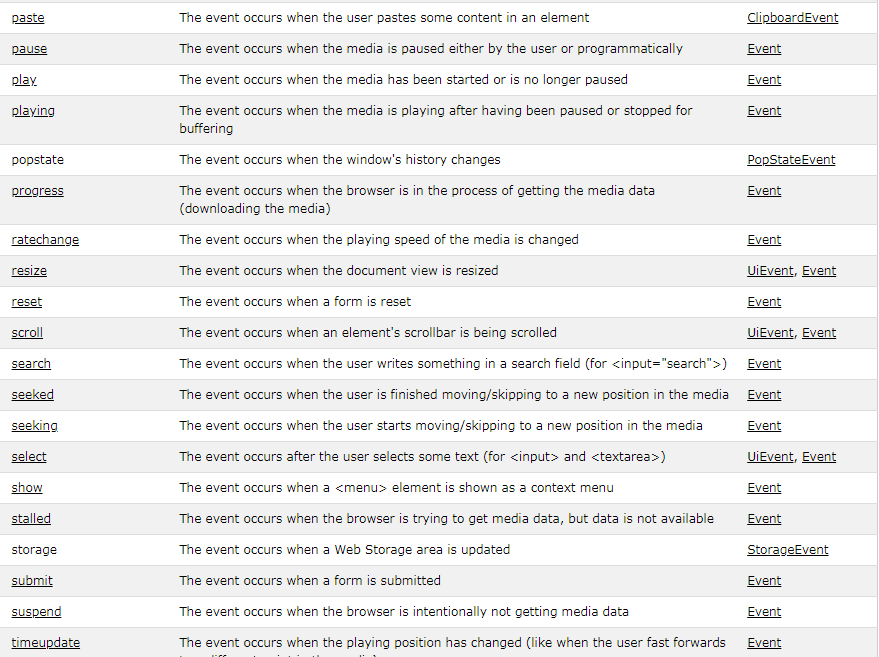 paste The event occurs when the user pastes some content in an element ClipboardEvent
pause The event occurs when the media is paused either by the user or programmatically Event
play The event occurs when the media has been started or is no longer paused Event
playing The event occurs when the media is playing after having been paused or stopped for Event
buffering
popstate The event occurs when the window's history changes PopStateEvent
progress The event occurs when the browser is in the process of getting the media data Event
(downloading the media)
ratechange The event occurs when the playing speed of the media is changed Event
resize The event occurs when the document view is resized UiEvent, Event
reset The event occurs when a form is reset Event
scroll The event occurs when an element's scrollbar is being scrolled UiEvent, Event
search The event occurs when the user writes something in a search field (for <input="search">) Event
seeked The event occurs when the user is finished moving/skipping to a new position in the media Event
seeking The event occurs when the user starts moving/skipping to a new position in the media Event
select The event occurs after the user selects some text (for <input> and <textarea>) UiEvent, Event
show The event occurs when a <menu> element is shown as a context menu Event
stalled The event occurs when the browser is trying to get media data, but data is not available Event
storage The event occurs when a Web Storage area is updated StorageEvent
submit The event occurs when a form is submitted Event
suspend The event occurs when the browser is intentionally not getting media data Event
timeupdate The event occurs when the playing position has changed (like when the user fast forwards Event